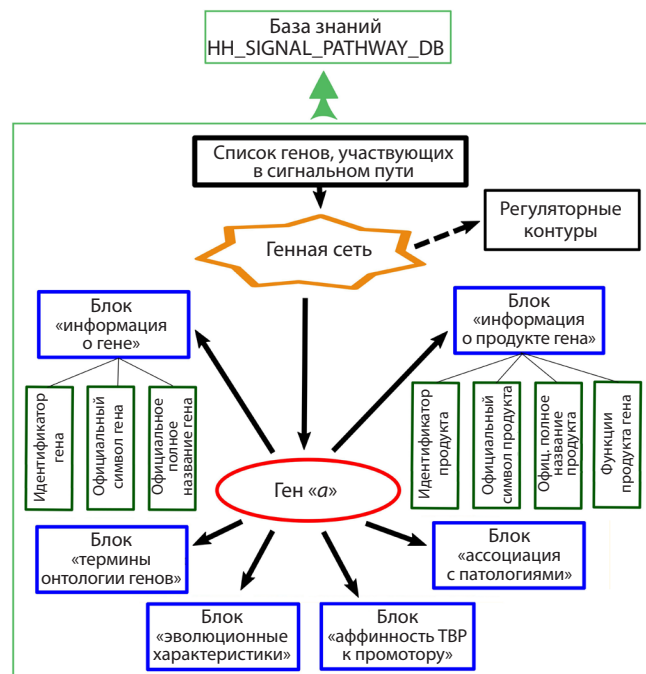 База знаний
HH_SIGNAL_PATHWAY_DB
Список генов, участвующих
в сигнальном пути
Генная сеть
Регуляторные
контуры
Блок
«информация
о гене»
Блок
«информация
о продукте гена»
Идентификатор
гена
Официальный
символ гена
Официальное
полное
название гена
Идентификатор
продукта
Официальный
символ продукта
Офиц. полное
название
продукта
Функции
продукта гена
Ген «а»
Блок
«термины
онтологии генов»
Блок
«ассоциация
с патологиями»
Блок
«эволюционные
характеристики»
Блок
«аффинность ТВР
к промотору»